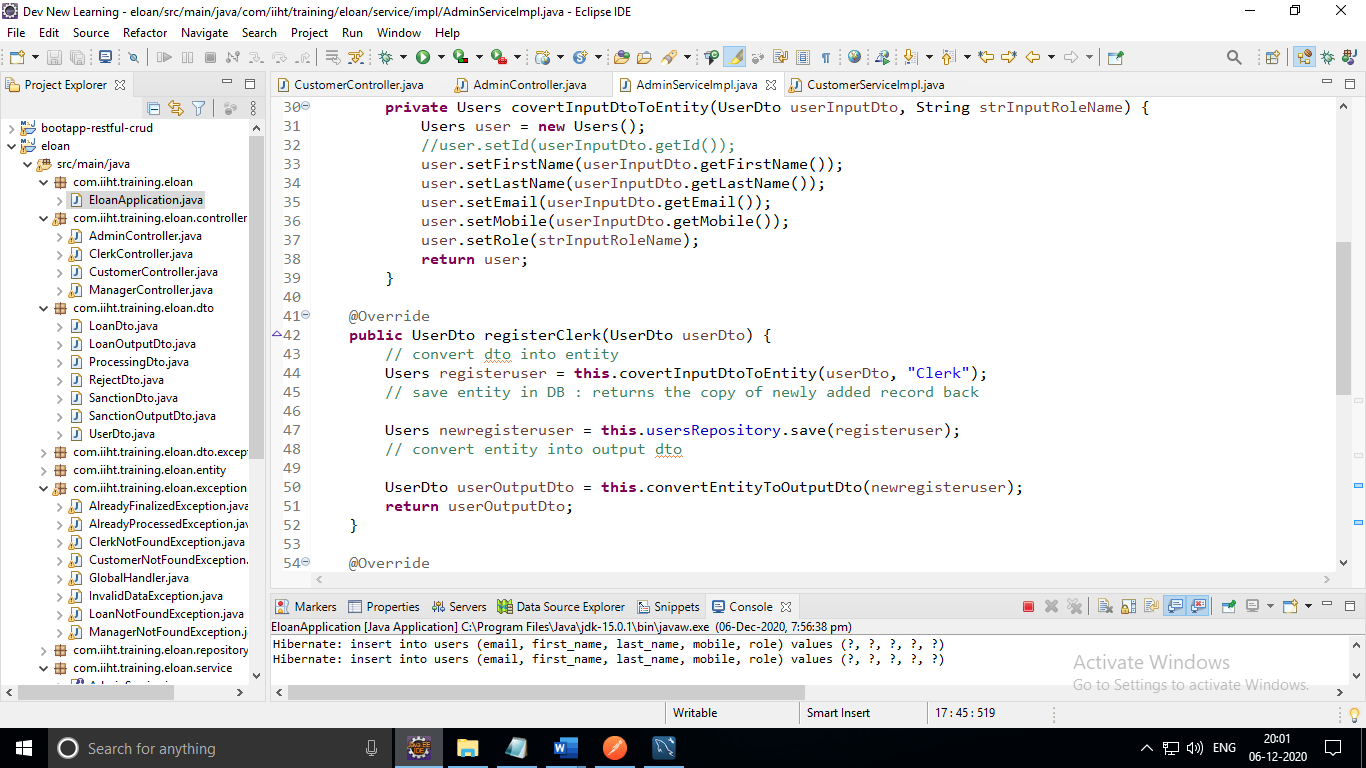 Dev New Learning - eloan/src/main/java/com/iiht/training/eloan/service/impl/AdminServiceImpl.java - Eclipse IDE
File Edit Source Refactor Navigate Search Project Run Window Help
Project Explorer
bootapp-restful-crud
eloan
src/main/java
com.iiht.training.eloan
EloanApplication.java
com.iiht.training.eloan.controller
AdminController.java
ClerkController.java
CustomerController.java
ManagerController.java
com.iiht.training.eloan.dto
LoanDto.java
LoanOutputDto.java
ProcessingDto.java
RejectDto.java
SanctionDto.java
SanctionOutputDto.java
UserDto.java
com.iiht.training.eloan.dto.excep
com.iiht.training.eloan.entity
com.iiht.training.eloan.exception
AlreadyFinalizedException.java
AlreadyProcessedException.jav
ClerkNotFoundException.java
CustomerNotFoundException.
GlobalHandler.java
InvalidDataException.java
LoanNotFoundException.java
ManagerNotFoundException.j
com.iiht.training.eloan.repository
com.iiht.training.eloan.service
CustomerController.java AdminController.java AdminServiceImpl.java CustomerServiceImpl.java
30 private Users covertInputDtoToEntity(UserDto userInputDto, String strInputRoleName) {
31 Users user = new Users();
32 //user.setId(userInputDto.getId());
33 user.setFirstName(userInputDto.getFirstName());
34 user.setLastName(userInputDto.getLastName());
35 user.setEmail(userInputDto.getEmail());
36 user.setMobile(userInputDto.getMobile());
37 user.setRole(strInputRoleName);
38 return user;
39 }
40
41 @Override
42 public UserDto registerClerk(UserDto userDto) {
43 // convert dto into entity
44 Users registeruser = this.covertInputDtoToEntity(userDto, "Clerk");
45 // save entity in DB : returns the copy of newly added record back
46
47 Users newregisteruser = this.usersRepository.save(registeruser);
48 // convert entity into output dto
49
50 UserDto userOutputDto = this.convertEntityToOutputDto(newregisteruser);
51 return userOutputDto;
52 }
53
54 @Override
Markers Properties Servers Data Source Explorer Snippets Console
EloanApplication [Java Application] C:\Program Files\Java\jdk-15.0.1\bin\javaw.exe (06-Dec-2020, 7:56:38 pm)
Hibernate: insert into users (email, first_name, last_name, mobile, role) values (?, ?, ?, ?, ?)
Hibernate: insert into users (email, first_name, last_name, mobile, role) values (?, ?, ?, ?, ?)
Activate Windows
Go to Settings to activate Windows.
Writable Smart Insert 17 : 45 : 519
Search for anything
ENG
20:01
06-12-2020